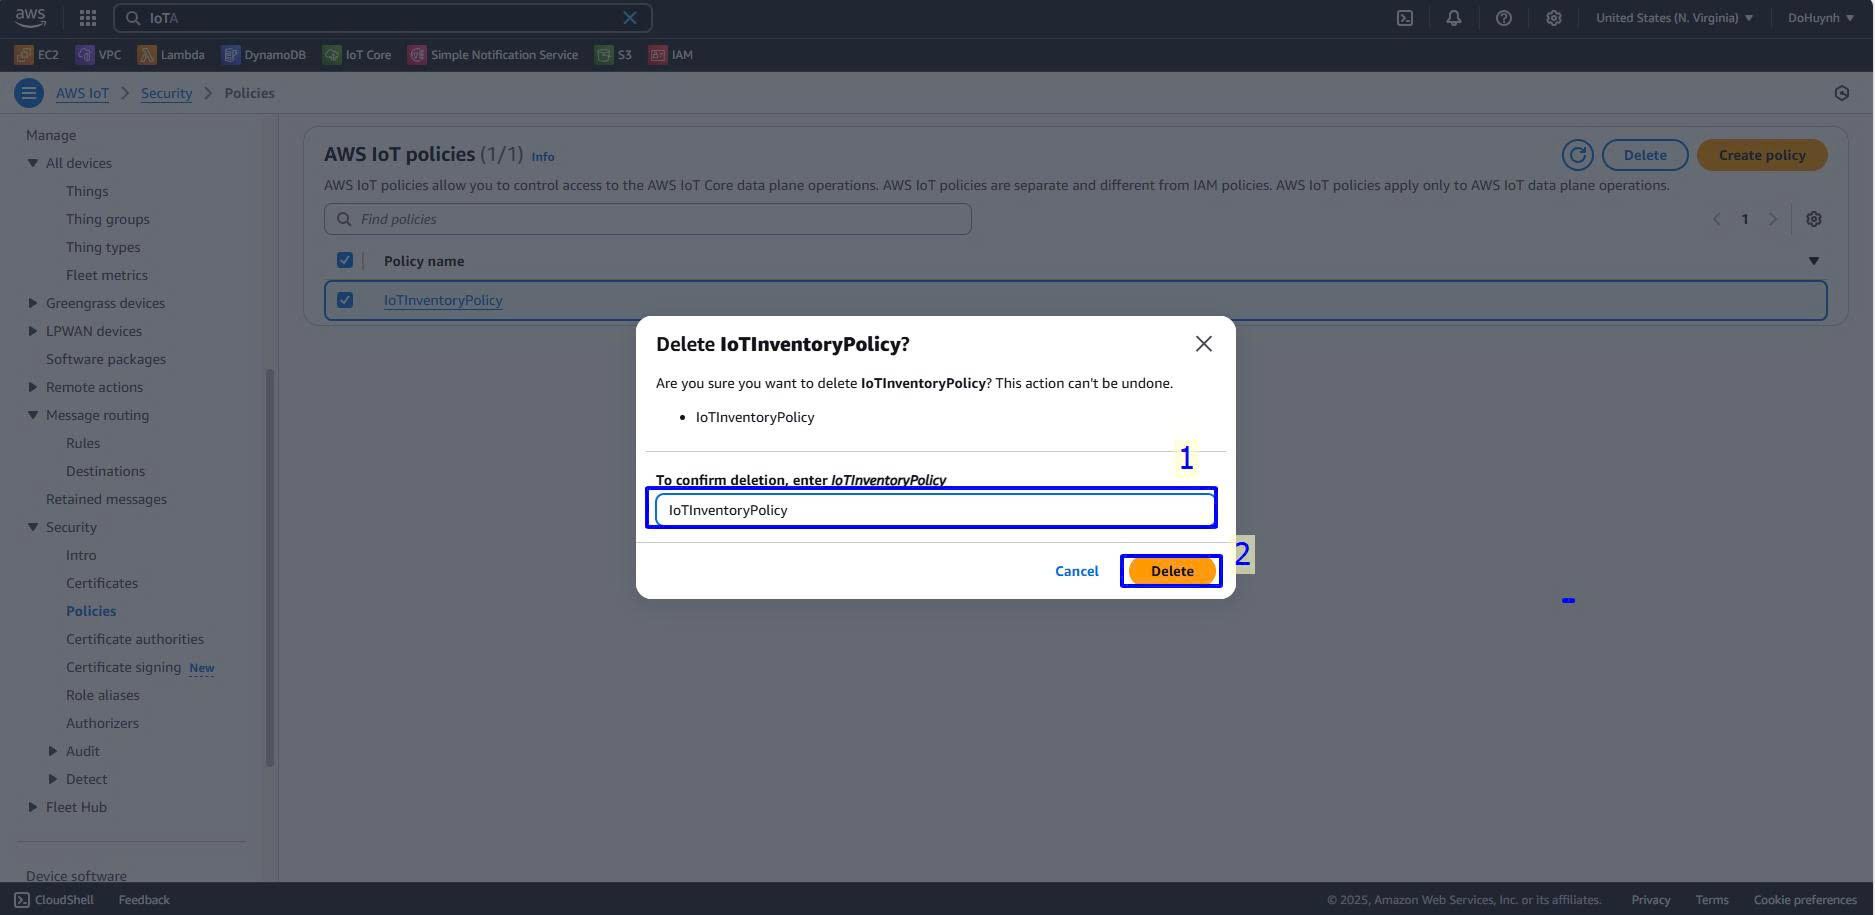 aws
IoTA
United States (N. Virginia)
DoHuynh
EC2
VPC
Lambda
DynamoDB
IoT Core
Simple Notification Service
S3
IAM
AWS IoT
Security
Policies
Manage
All devices
Things
Thing groups
Thing types
Fleet metrics
Greengrass devices
LPWAN devices
Software packages
Remote actions
Message routing
Rules
Destinations
Retained messages
Security
Intro
Certificates
Policies
Certificate authorities
Certificate signing New
Role aliases
Authorizers
Audit
Detect
Fleet Hub
Device software
AWS IoT policies (1/1) Info
Delete
Create policy
AWS IoT policies allow you to control access to the AWS IoT Core data plane operations. AWS IoT policies are separate and different from IAM policies. AWS IoT policies apply only to AWS IoT data plane operations.
Find policies
1
Policy name
IoTInventoryPolicy
Delete IoTInventoryPolicy?
Are you sure you want to delete IoTInventoryPolicy? This action can't be undone.
• IoTInventoryPolicy
1
To confirm deletion, enter IoTInventoryPolicy
IoTInventoryPolicy
Cancel
Delete
2
CloudShell
Feedback
© 2025, Amazon Web Services, Inc. or its affiliates.
Privacy
Terms
Cookie preferences